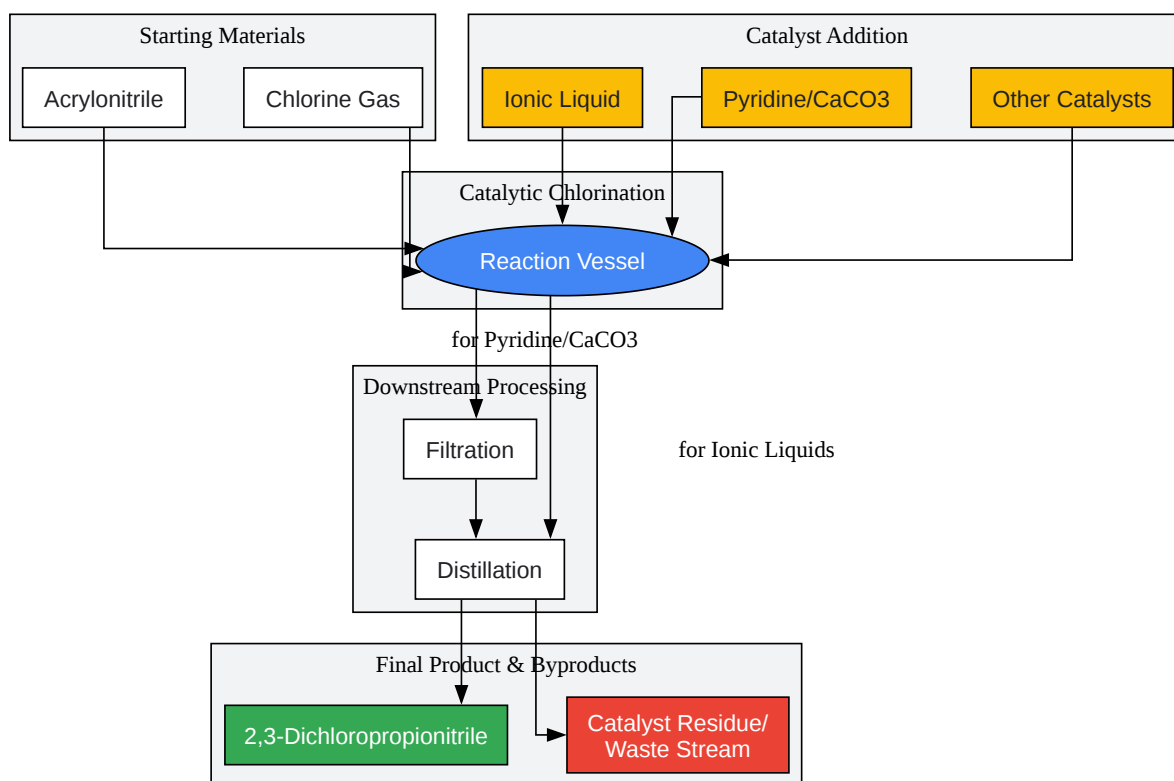 Starting Materials
Catalyst Addition
Acrylonitrile
Chlorine Gas
Ionic Liquid
Pyridine/CaCO3
Other Catalysts
Catalytic Chlorination
Reaction Vessel
for Pyridine/CaCO3
Downstream Processing
Filtration
for Ionic Liquids
Distillation
Final Product & Byproducts
2,3-Dichloropropionitrile
Catalyst Residue/
Waste Stream